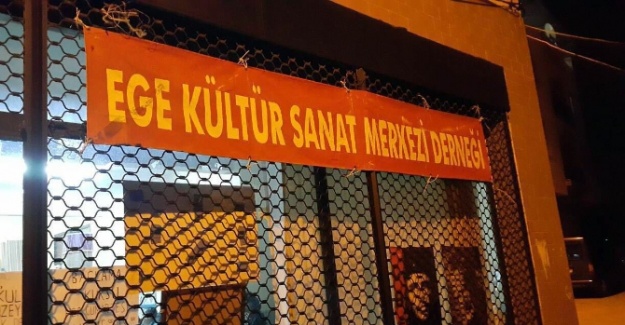 EGE KÜLTÜR SANAT MERKEZİ DERNEĞİ